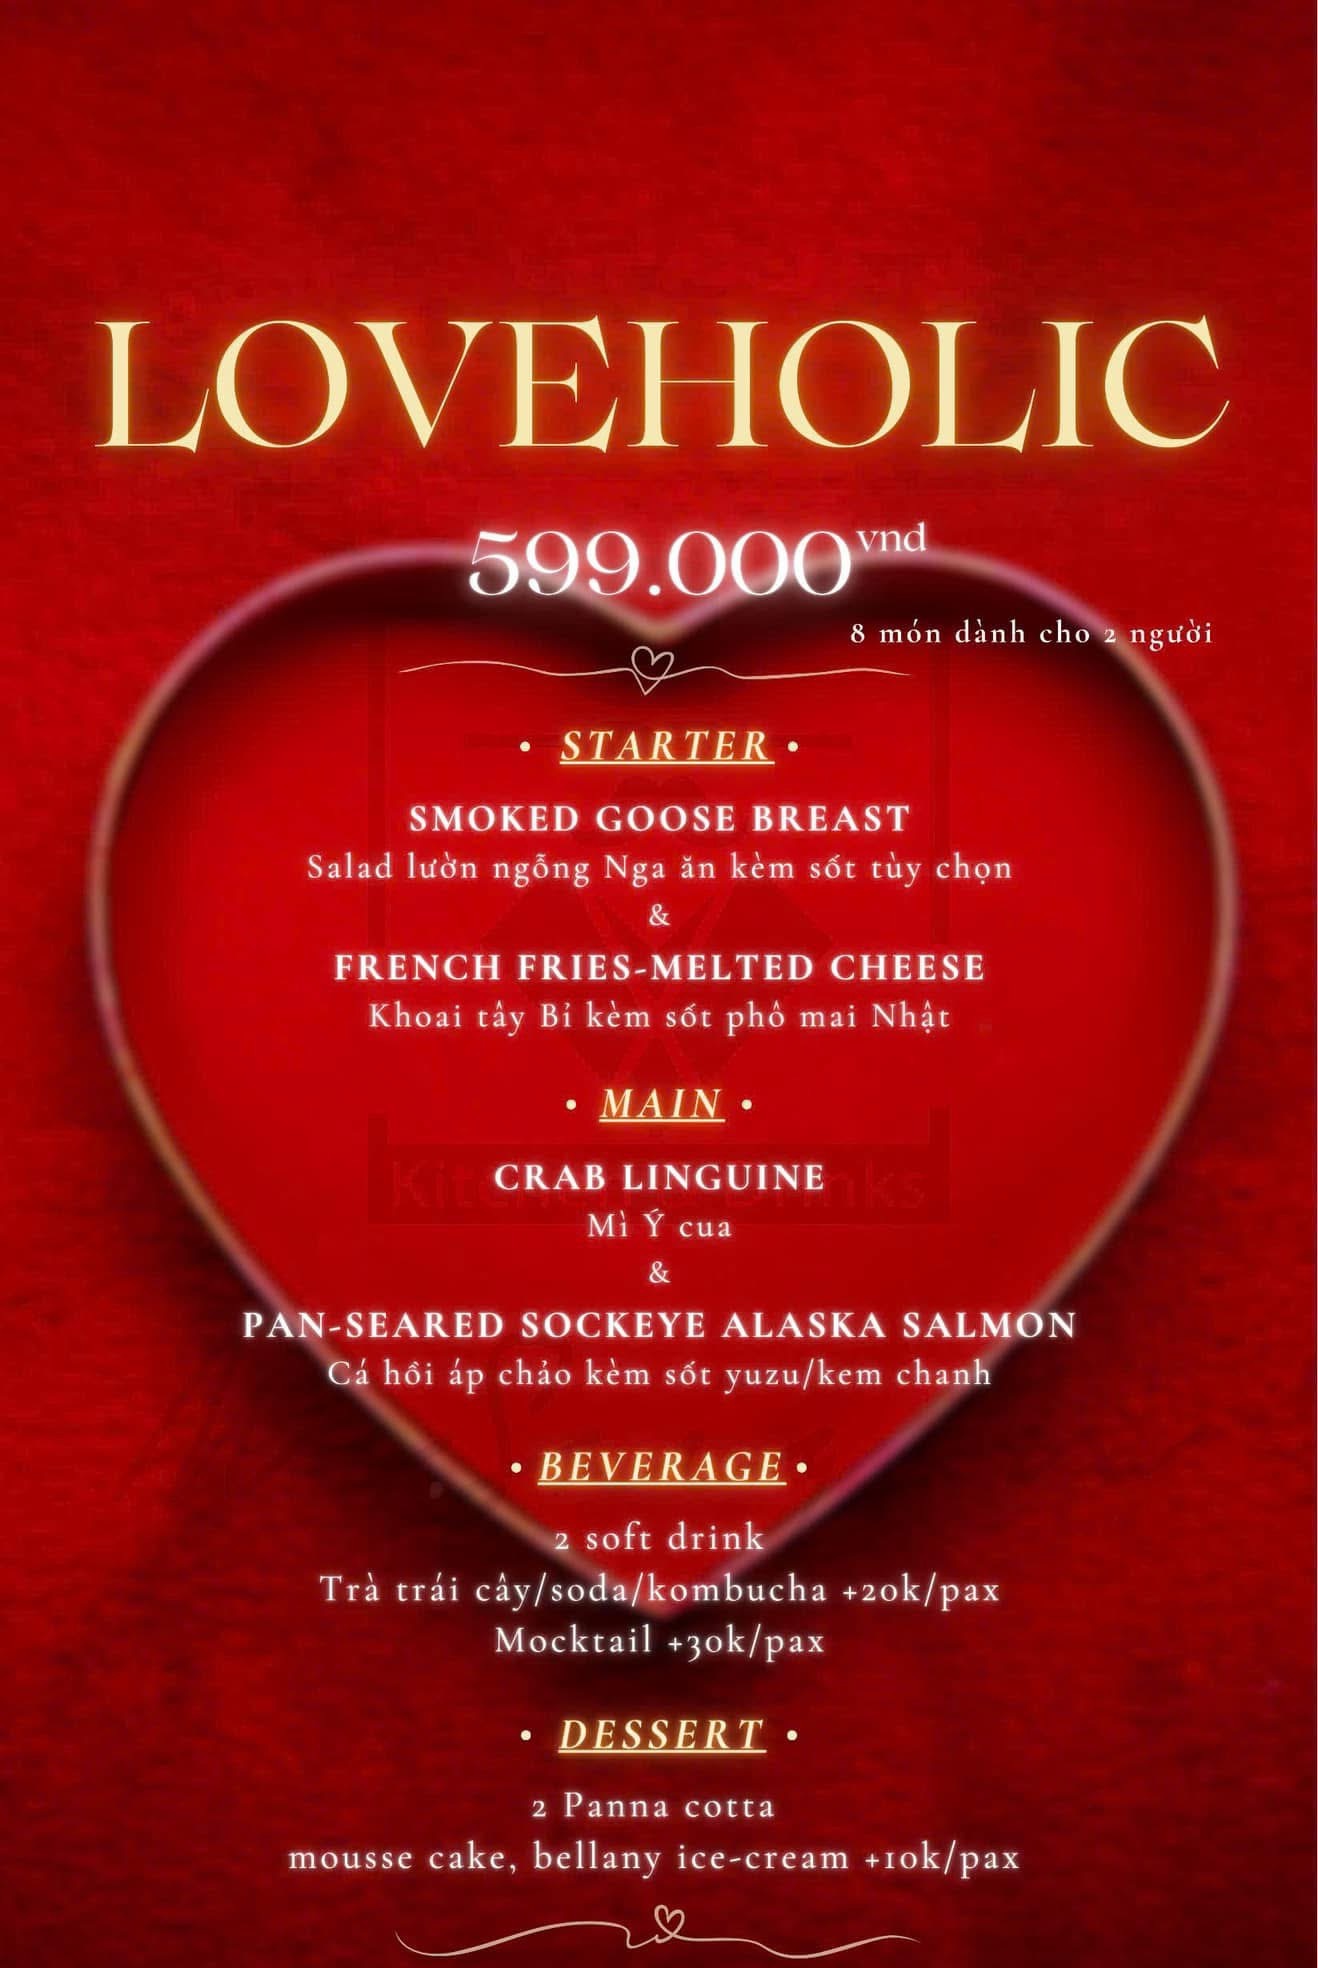 LOVEHOLIC
599.000 vnd
8 món dành cho 2 người
• STARTER •
SMOKED GOOSE BREAST
Salad lườn ngỗng Nga ăn kèm sốt tùy chọn
&
FRENCH FRIES-MELTED CHEESE
Khoai tây Bỉ kèm sốt phô mai Nhật
• MAIN •
CRAB LINGUINE
Mì Ý cua
&
PAN-SEARED SOCKEYE ALASKA SALMON
Cá hồi áp chảo kèm sốt yuzu/kem chanh
• BEVERAGE •
2 soft drink
Trà trái cây/soda/kombucha +20k/pax
Mocktail +30k/pax
• DESSERT •
2 Panna cotta
mousse cake, bellany ice-cream +10k/pax